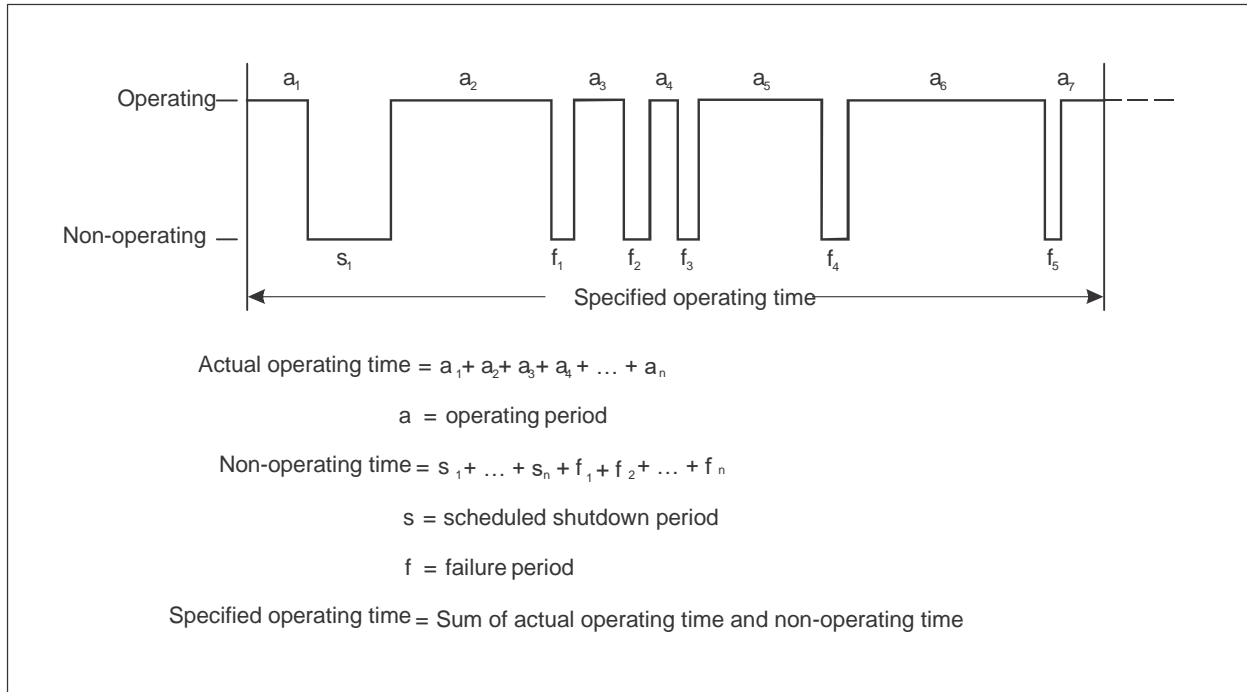 a₁ a₂ a₃ a₄ a₅ a₆ a₇
Operating
Non-operating
s₁ f₁ f₂ f₃ f₄ f₅
Specified operating time
Actual operating time = a₁ + a₂ + a₃ + a₄ + … + aₙ
a = operating period
Non-operating time = s₁ + … + sₙ + f₁ + f₂ + … + fₙ
s = scheduled shutdown period
f = failure period
Specified operating time = Sum of actual operating time and non-operating time